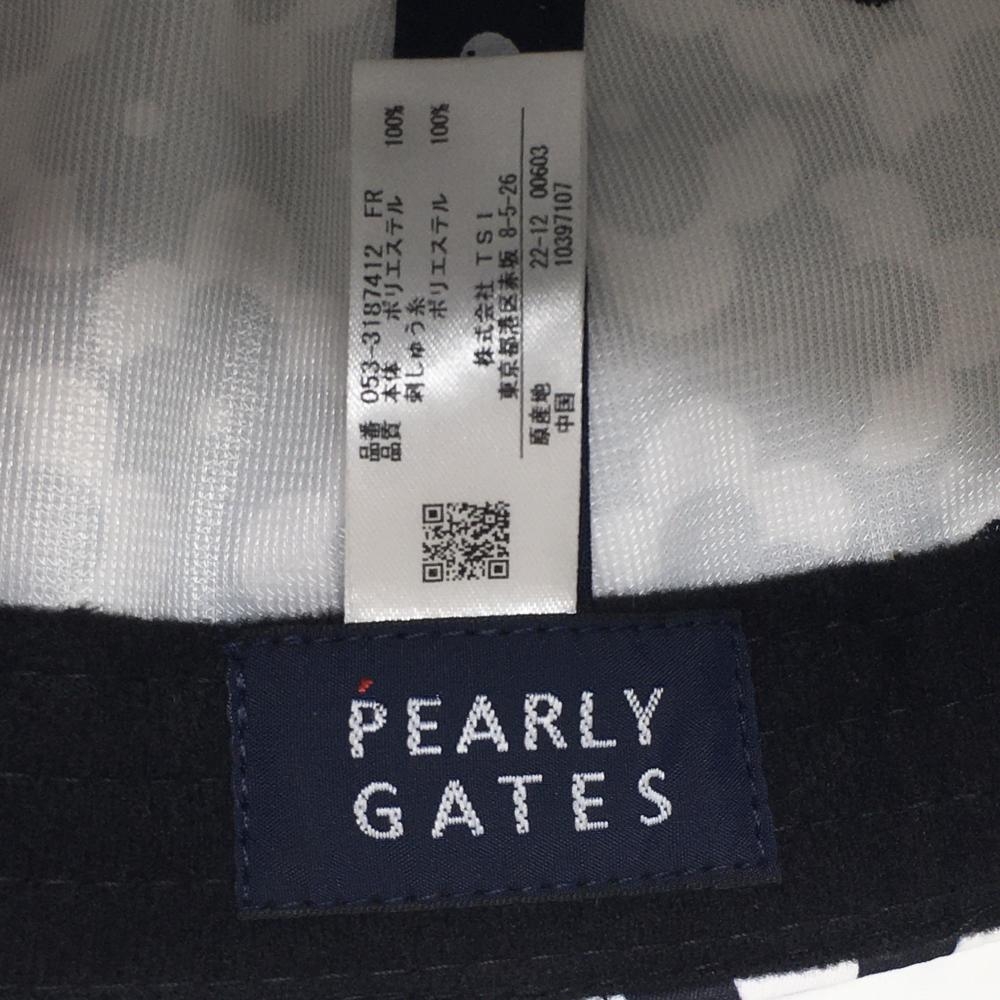 品番 053-3187412 FR
品質 本体 ポリエステル 100%
刺しゅう糸
ポリエステル 100%
株式会社 TSI
東京都港区赤坂 8-5-26
原産地 22-12 00603
中国 10397107
PEARLY
GATES